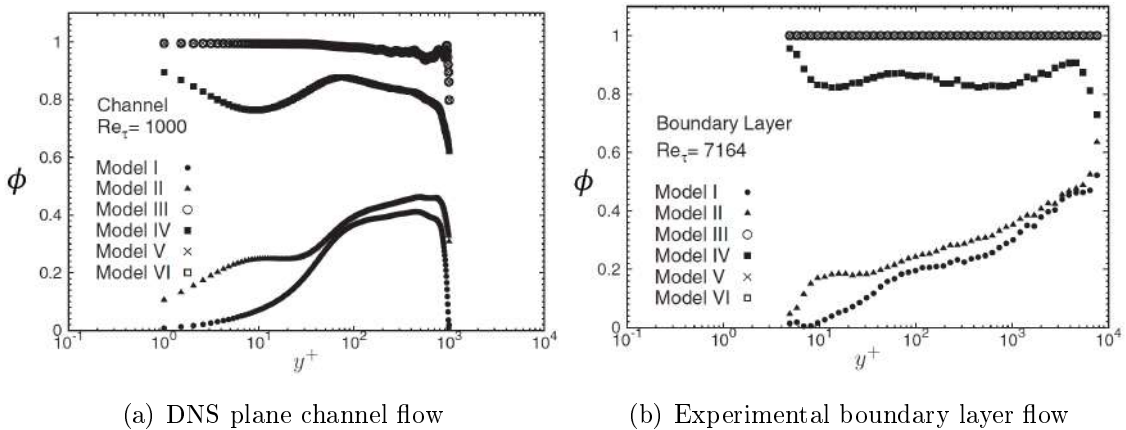 1
0.8
0.6
0.4
0.2
0
ϕ
Channel
Re_τ= 1000
Model I
Model II
Model III
Model IV
Model V
Model VI
10^-1 10^0 10^1 10^2 10^3 10^4
y^+
(a) DNS plane channel flow
1
0.8
0.6
0.4
0.2
0
ϕ
Boundary Layer
Re_τ= 7164
Model I
Model II
Model III
Model IV
Model V
Model VI
10^-1 10^0 10^1 10^2 10^3 10^4
y^+
(b) Experimental boundary layer flow